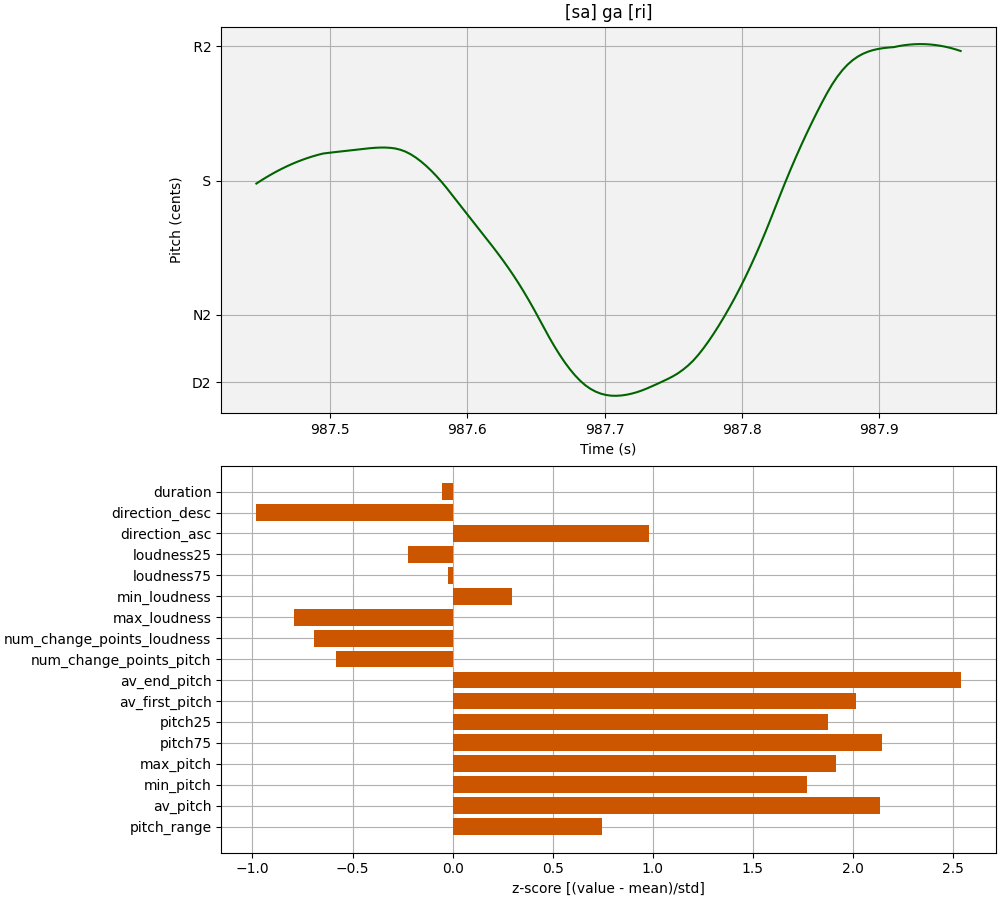 [sa] ga [ri]
R2
S
N2
D2
Pitch (cents)
987.5 987.6 987.7 987.8 987.9
Time (s)
duration
direction_desc
direction_asc
loudness25
loudness75
min_loudness
max_loudness
num_change_points_loudness
num_change_points_pitch
av_end_pitch
av_first_pitch
pitch25
pitch75
max_pitch
min_pitch
av_pitch
pitch_range
−1.0 −0.5 0.0 0.5 1.0 1.5 2.0 2.5
z-score [(value - mean)/std]